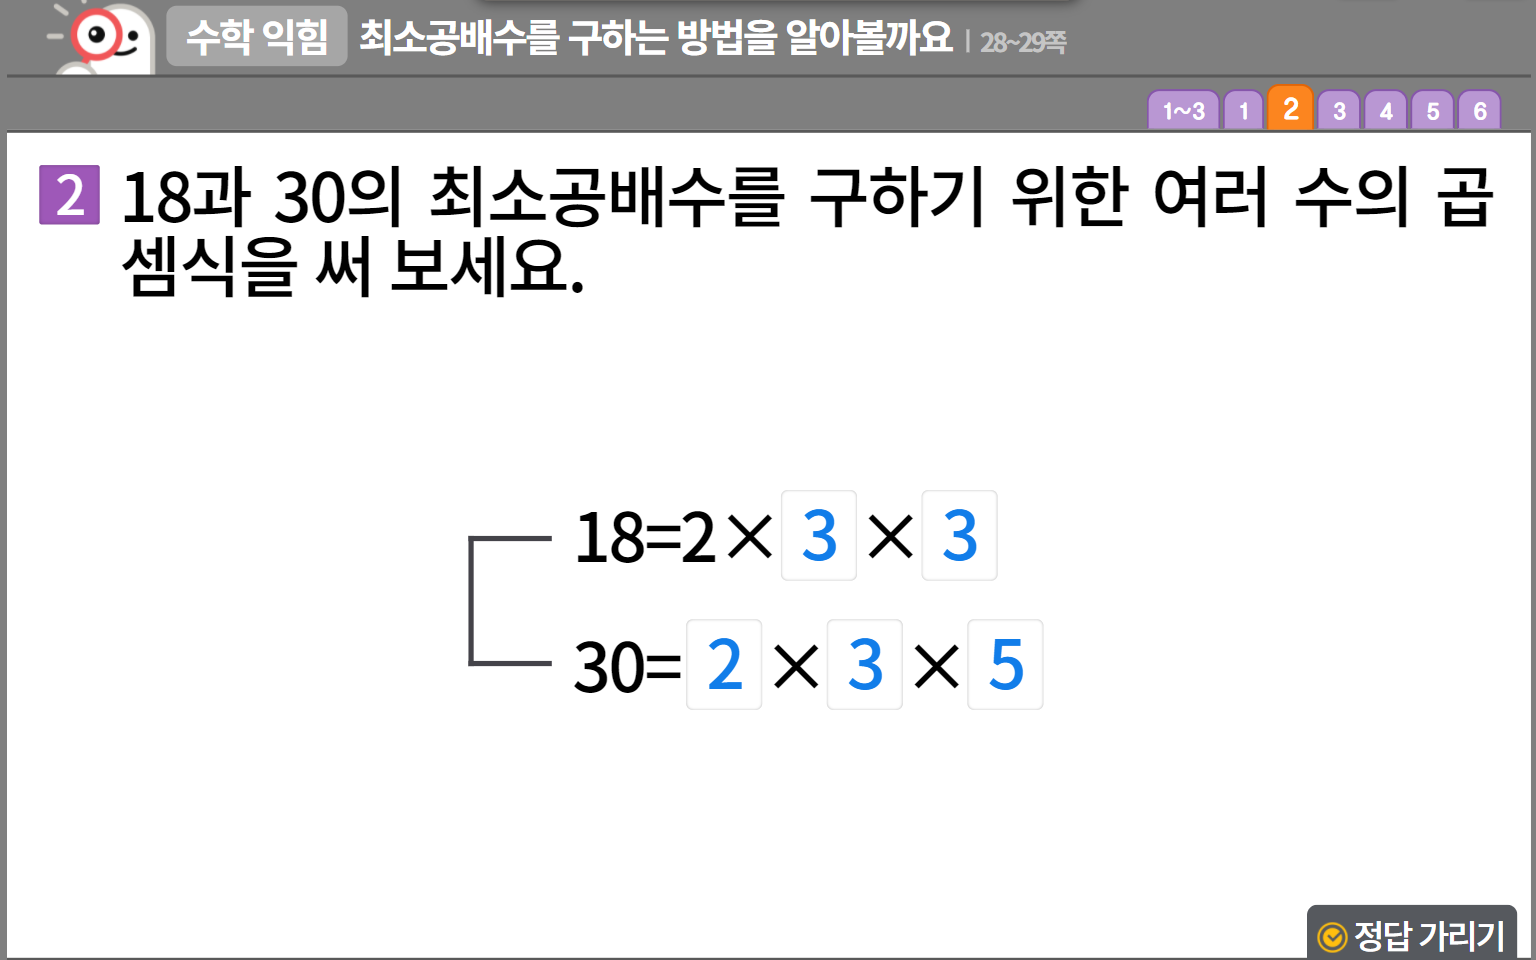 수학 익힘 최소공배수를 구하는 방법을 알아볼까요 | 28~29쪽
1~3 1 2 3 4 5 6
2 18과 30의 최소공배수를 구하기 위한 여러 수의 곱
셈식을 써 보세요.
18=2×3×3
30=2×3×5
정답 가리기